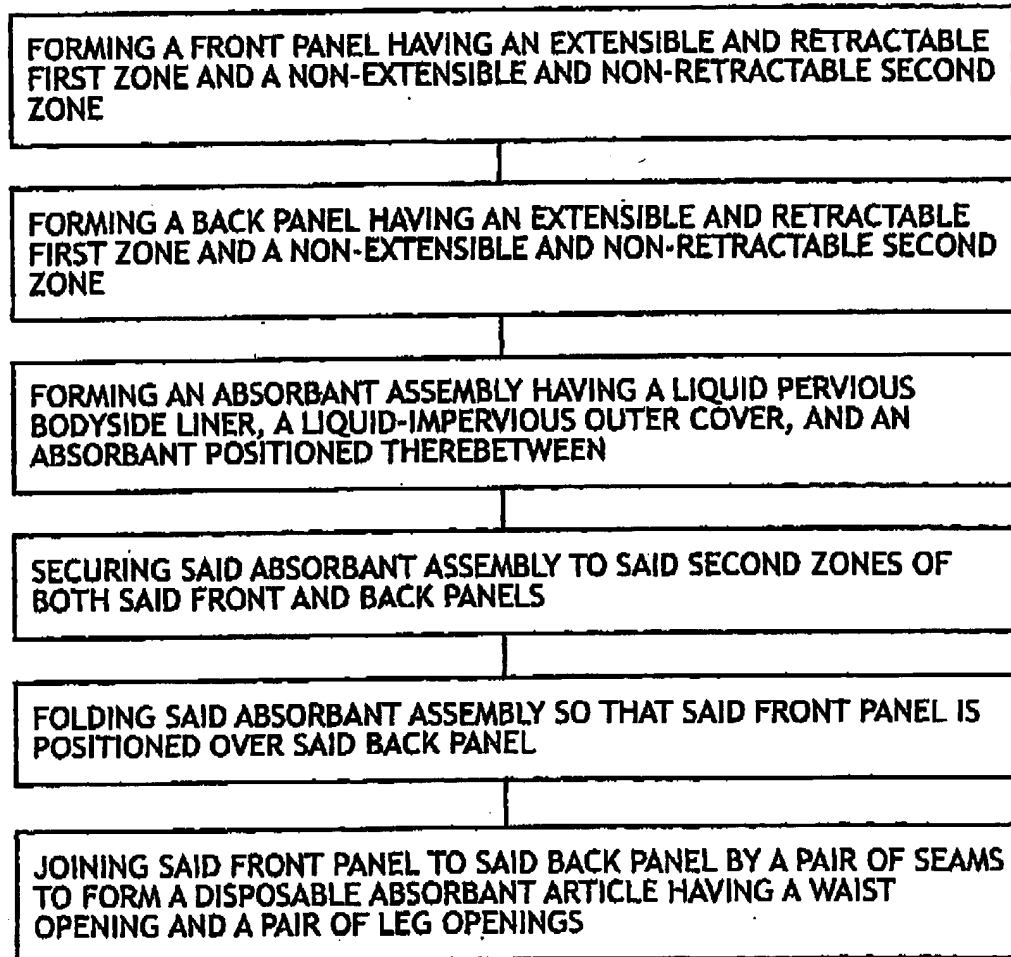 FORMING A FRONT PANEL HAVING AN EXTENSIBLE AND RETRACTABLE
FIRST ZONE AND A NON-EXTENSIBLE AND NON-RETRACTABLE SECOND
ZONE
FORMING A BACK PANEL HAVING AN EXTENSIBLE AND RETRACTABLE
FIRST ZONE AND A NON-EXTENSIBLE AND NON-RETRACTABLE SECOND
ZONE
FORMING AN ABSORBANT ASSEMBLY HAVING A LIQUID PERVIOUS
BODYSIDE LINER, A LIQUID-IMPERVIOUS OUTER COVER, AND AN
ABSORBANT POSITIONED THEREBETWEEN
SECURING SAID ABSORBANT ASSEMBLY TO SAID SECOND ZONES OF
BOTH SAID FRONT AND BACK PANELS
FOLDING SAID ABSORBANT ASSEMBLY SO THAT SAID FRONT PANEL IS
POSITIONED OVER SAID BACK PANEL
JOINING SAID FRONT PANEL TO SAID BACK PANEL BY A PAIR OF SEAMS
TO FORM A DISPOSABLE ABSORBANT ARTICLE HAVING A WAIST
OPENING AND A PAIR OF LEG OPENINGS